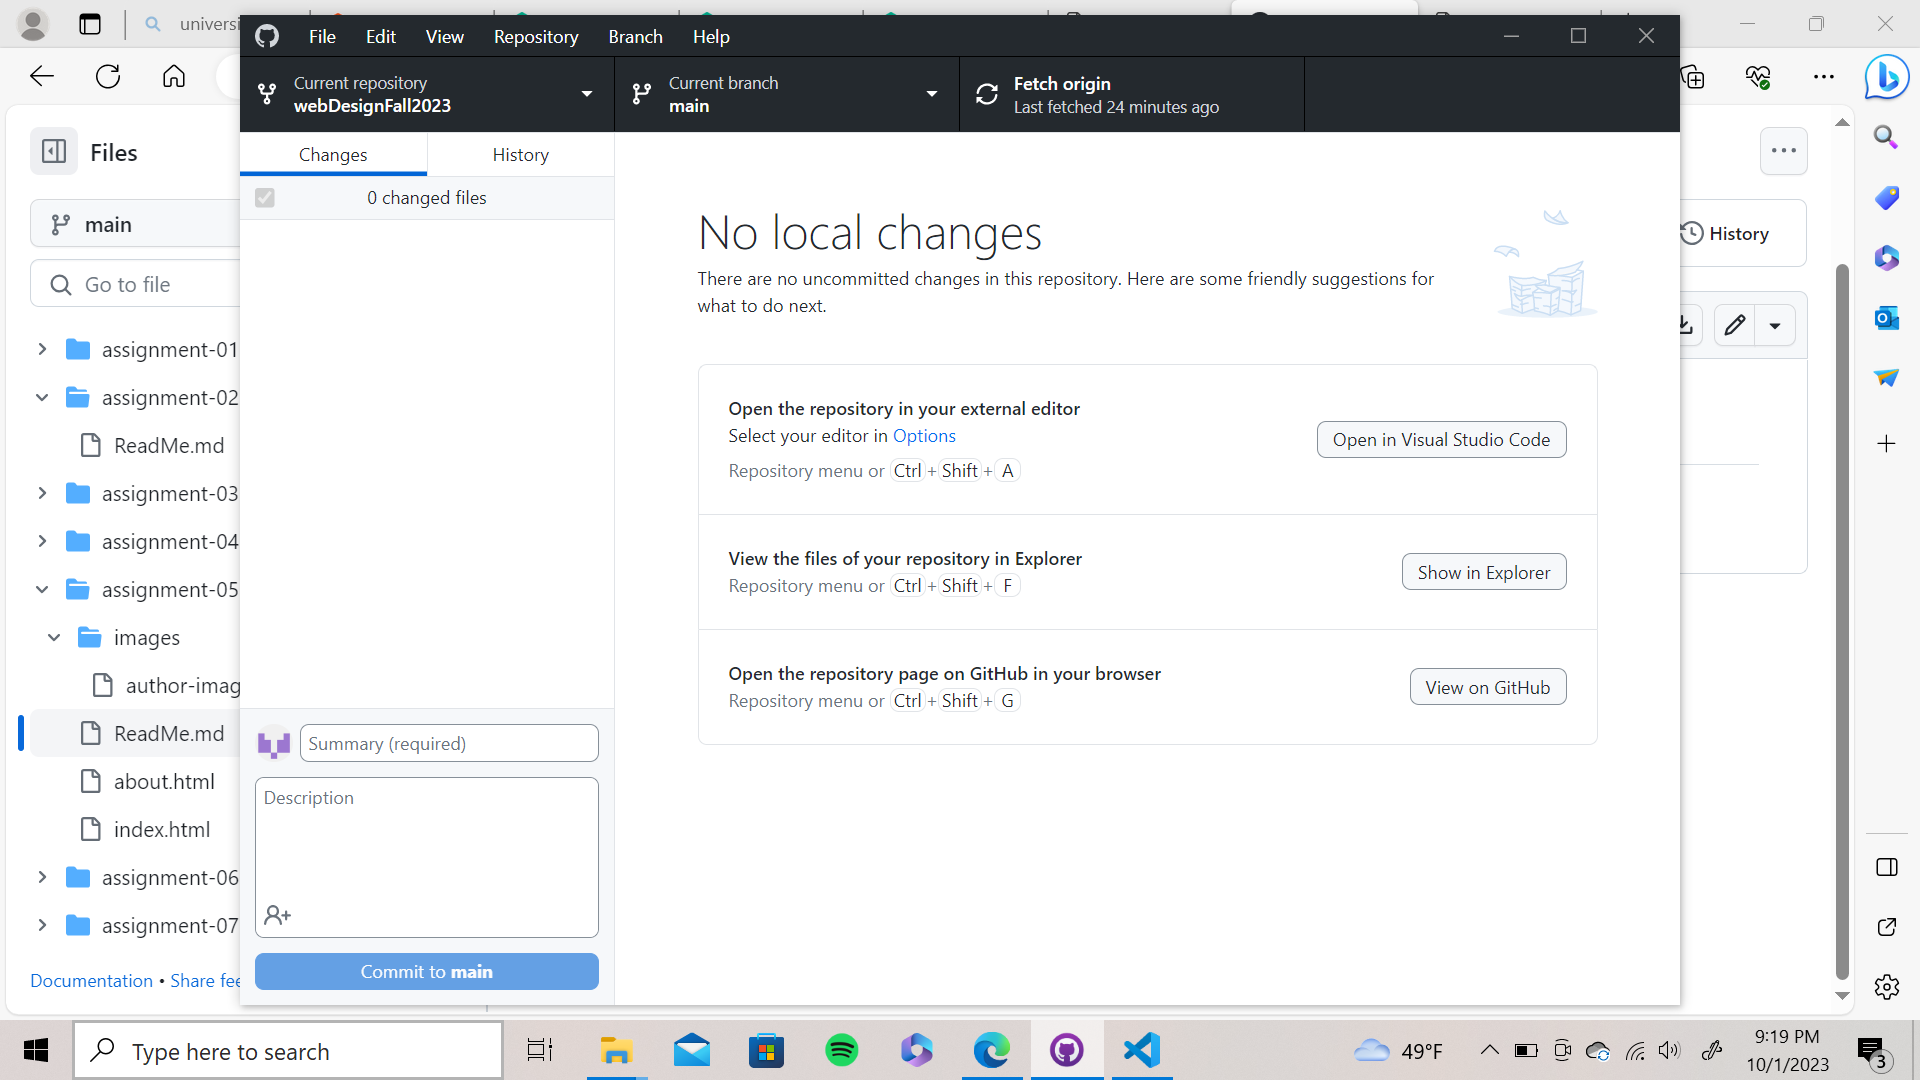 universi
File Edit View Repository Branch Help
Current repository
webDesignFall2023
Current branch
main
Fetch origin
Last fetched 24 minutes ago
Files
main
Go to file
assignment-01
assignment-02
ReadMe.md
assignment-03
assignment-04
assignment-05
images
author-imag
ReadMe.md
about.html
index.html
assignment-06
assignment-07
Documentation • Share fee
Changes History
0 changed files
Summary (required)
Description
Commit to main
No local changes
There are no uncommitted changes in this repository. Here are some friendly suggestions for
what to do next.
Open the repository in your external editor
Select your editor in Options
Repository menu or Ctrl + Shift + A
Open in Visual Studio Code
View the files of your repository in Explorer
Repository menu or Ctrl + Shift + F
Show in Explorer
Open the repository page on GitHub in your browser
Repository menu or Ctrl + Shift + G
View on GitHub
History
Type here to search
49°F
9:19 PM
10/1/2023
3